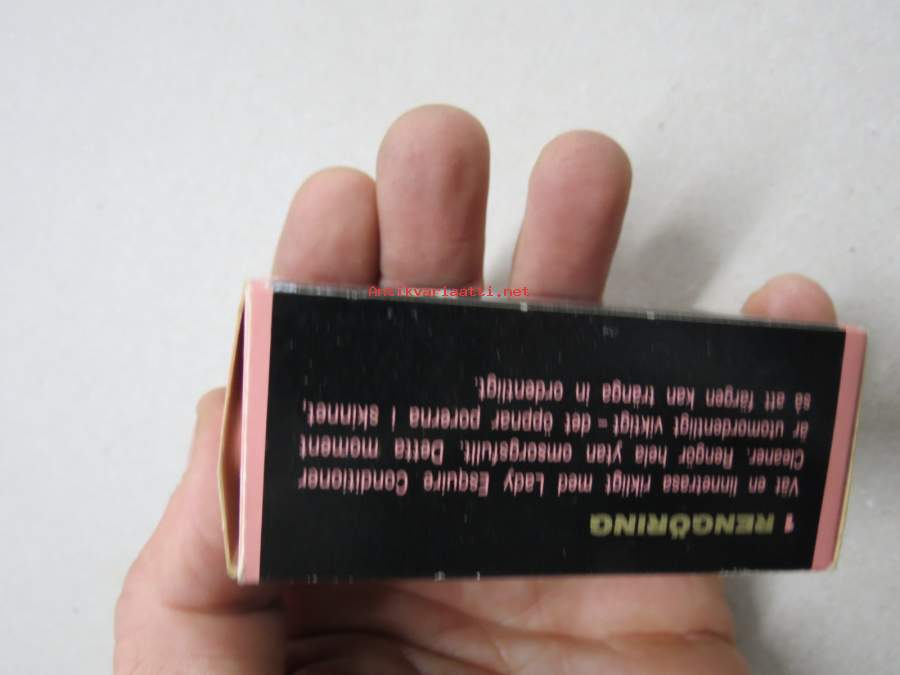 Antikvariaatti.net
1 RENGÖRING
Vät en linnetrasa rikligt med Lady Esquire Conditioner
Cleaner. Rengör hela ytan omsorgsfullt. Detta moment
är utomordentligt viktigt = det öppnar porerna i skinnet,
så att färgen kan tränga in ordentligt.